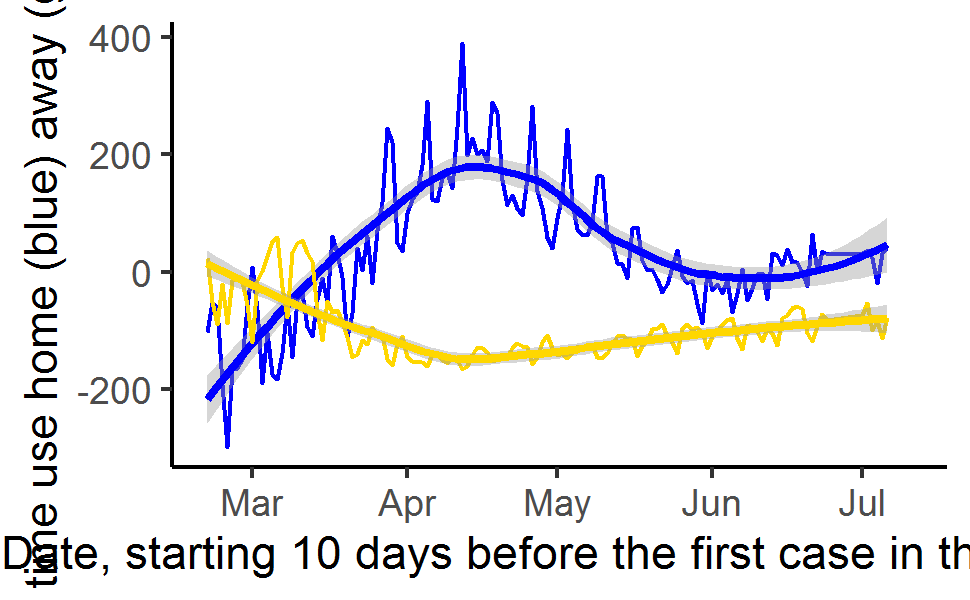 time use home (blue) away (
400
200
0
-200
Mar Apr May Jun Jul
Date, starting 10 days before the first case in th